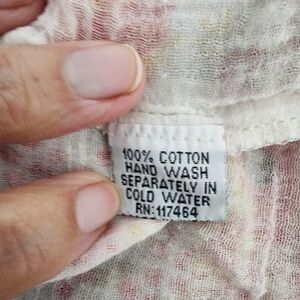 100% COTTON
HAND WASH
SEPARATELY IN
COLD WATER
RN: 117464